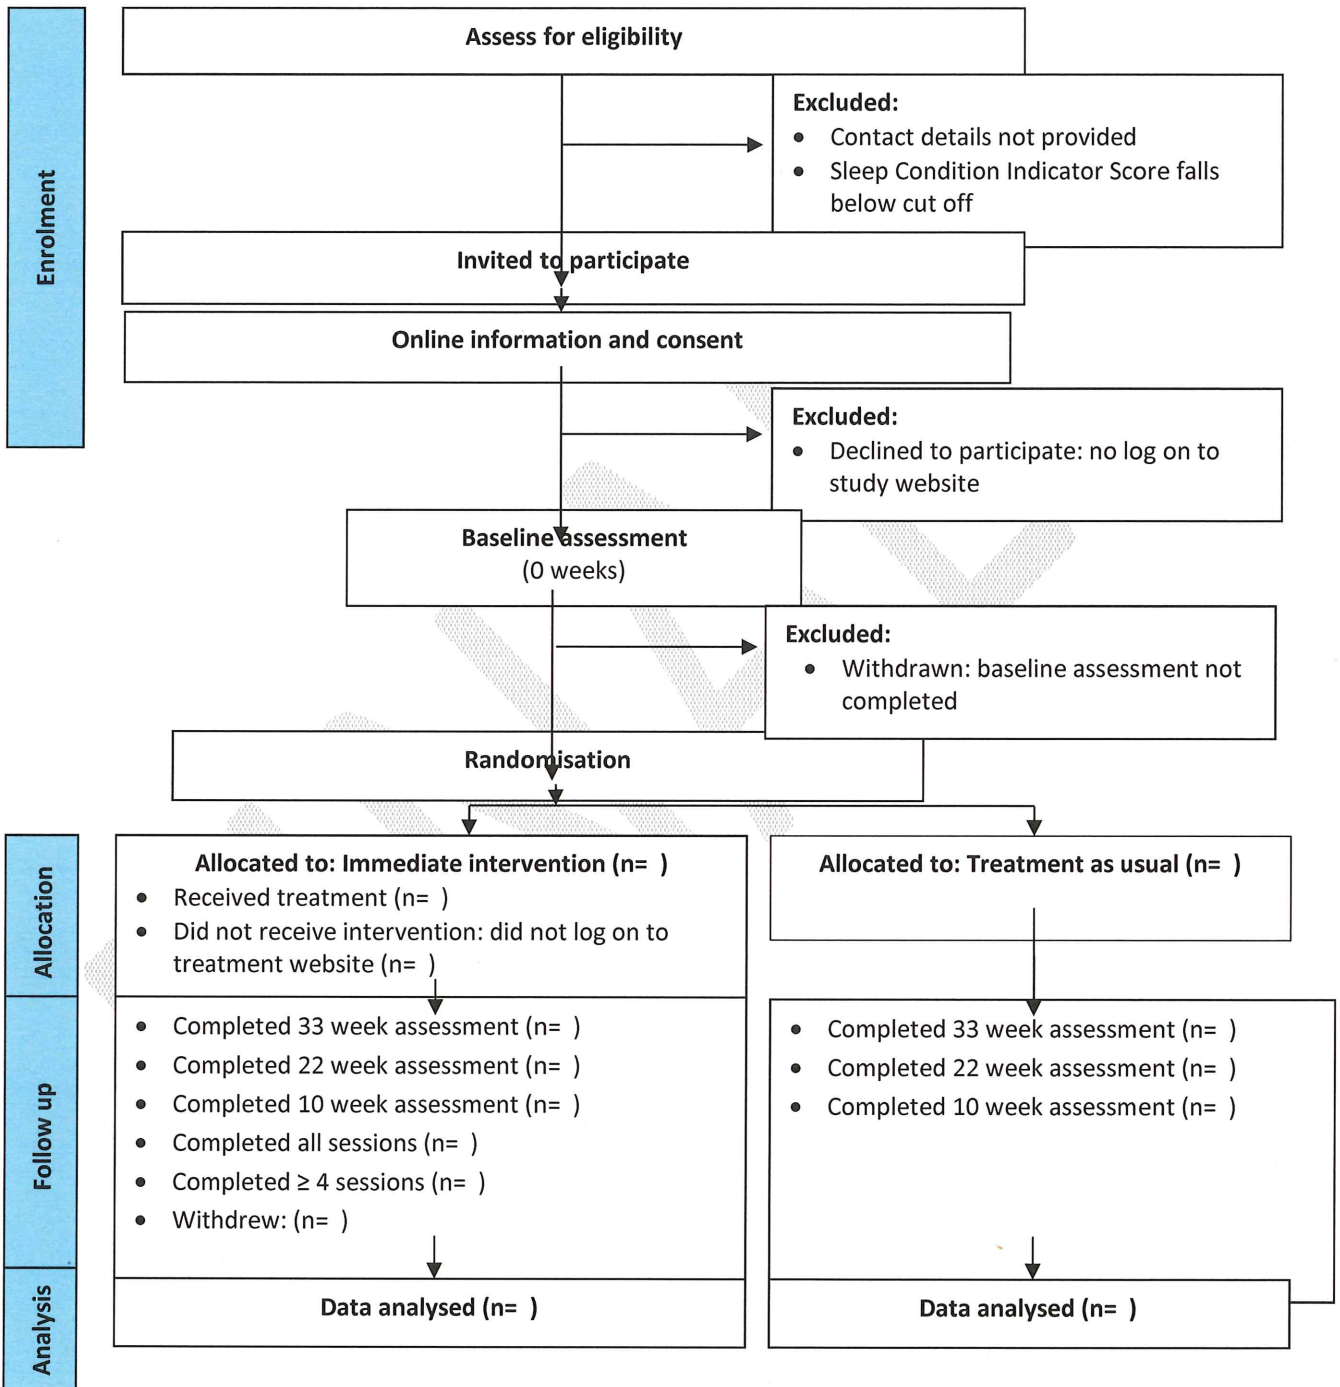 Enrolment
Assess for eligibility
Excluded:
• Contact details not provided
• Sleep Condition Indicator Score falls
below cut off
Invited to participate
Online information and consent
Excluded:
• Declined to participate: no log on to
study website
Baseline assessment
(0 weeks)
Excluded:
• Withdrawn: baseline assessment not
completed
Randomisation
Allocation
Allocated to: Immediate intervention (n=  )
• Received treatment (n=  )
• Did not receive intervention: did not log on to
treatment website (n=  )
Allocated to: Treatment as usual (n=  )
Follow up
• Completed 33 week assessment (n=  )
• Completed 22 week assessment (n=  )
• Completed 10 week assessment (n=  )
• Completed all sessions (n=  )
• Completed ≥ 4 sessions (n=  )
• Withdrew: (n=  )
• Completed 33 week assessment (n=  )
• Completed 22 week assessment (n=  )
• Completed 10 week assessment (n=  )
Analysis
Data analysed (n=  )
Data analysed (n=  )